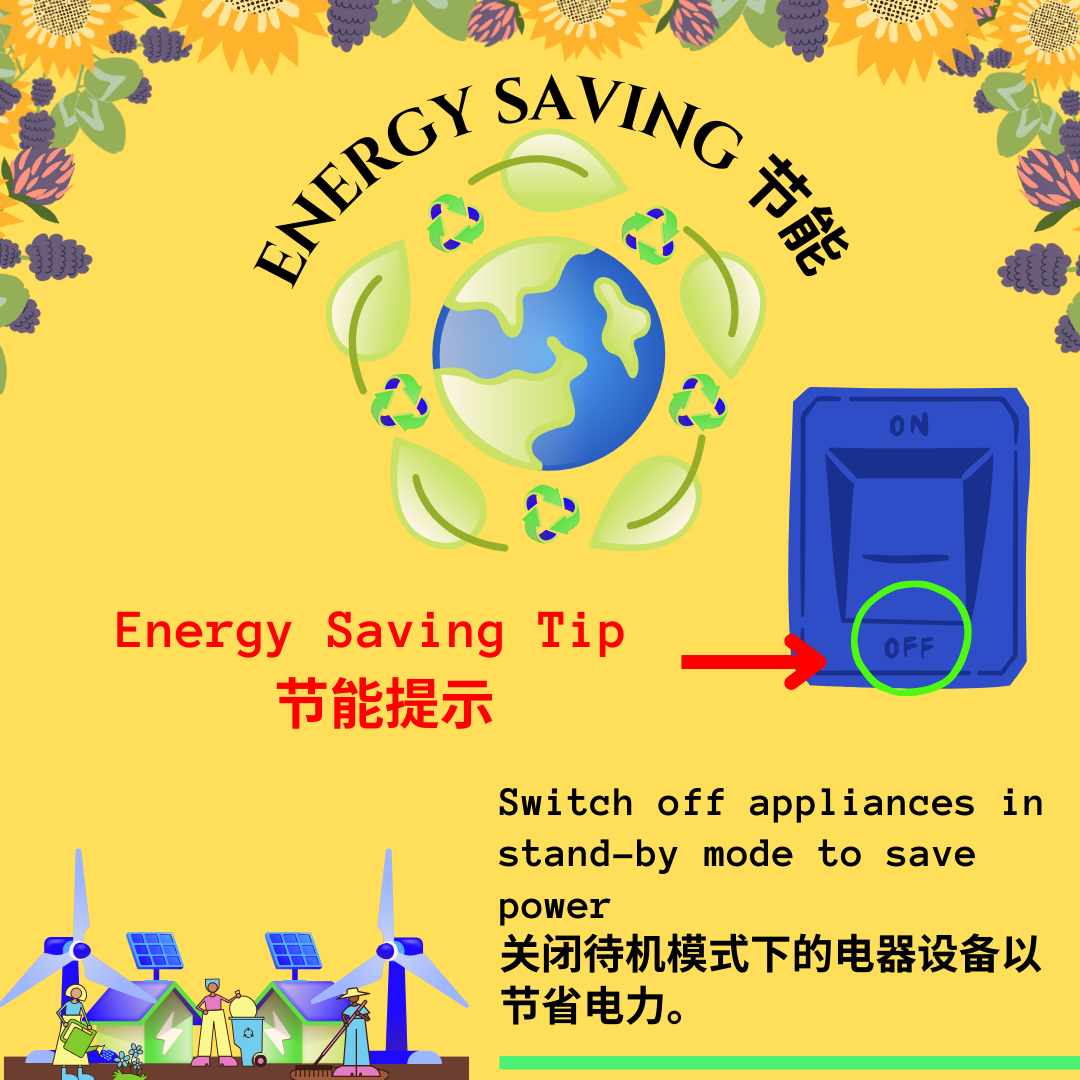 ENERGY SAVING 节能
ON
OFF
Energy Saving Tip
节能提示
Switch off appliances in
stand-by mode to save
power
关闭待机模式下的电器设备以
节省电力。